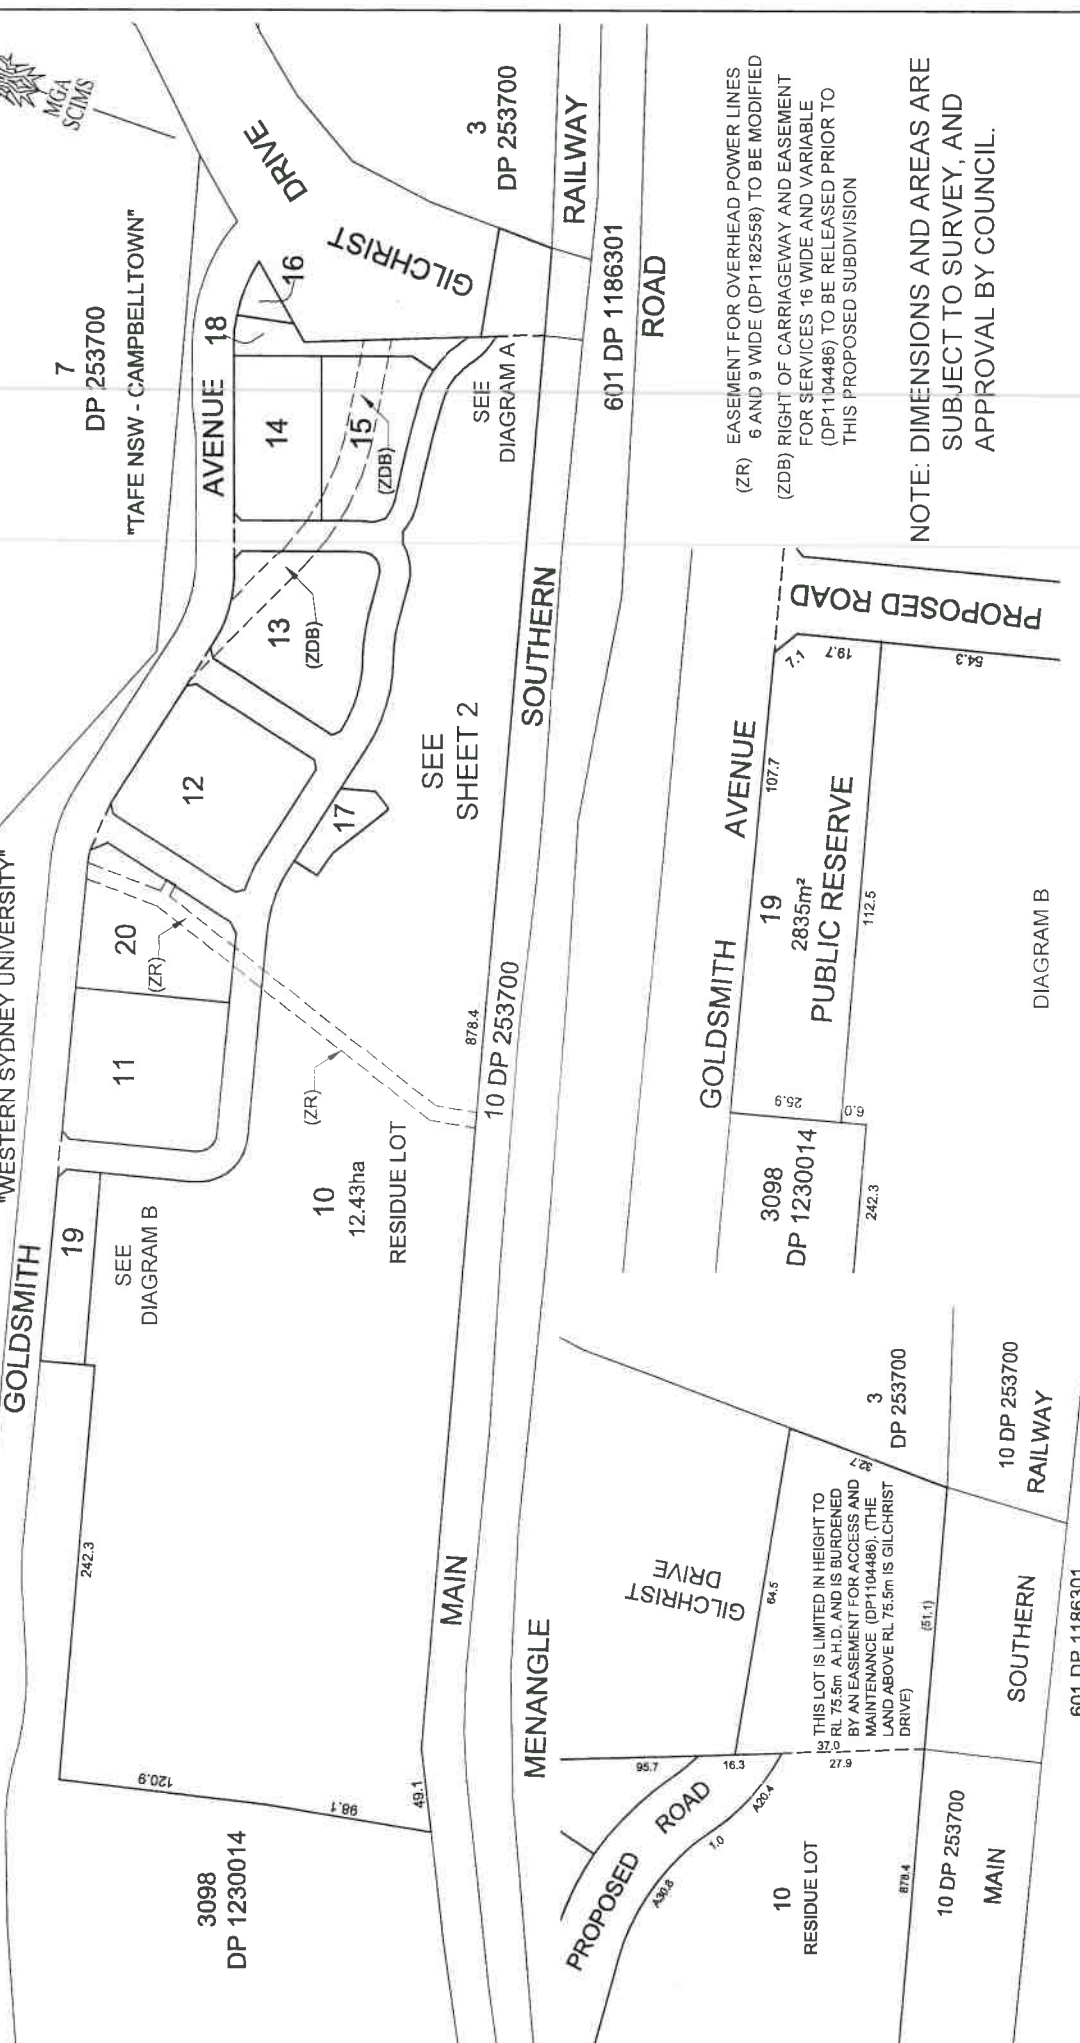 MGA
SCIMS
7
DP 253700
"TAFE NSW - CAMPBELLTOWN"
"WESTERN SYDNEY UNIVERSITY"
GOLDSMITH
AVENUE
GILCHRIST
DRIVE
3
DP 253700
RAILWAY
601 DP 1186301
ROAD
18
16
14
15
(ZDB)
SEE
DIAGRAM A
13
(ZDB)
12
17
SEE
SHEET 2
20
(ZR)
11
(ZR)
19
SEE
DIAGRAM B
10
12.43ha
RESIDUE LOT
878.4
10 DP 253700
SOUTHERN
MAIN
MENANGLE
242.3
120.9
98.1
49.1
3098
DP 1230014
(ZR) EASEMENT FOR OVERHEAD POWER LINES
6 AND 9 WIDE (DP1182558) TO BE MODIFIED
(ZDB) RIGHT OF CARRIAGEWAY AND EASEMENT
FOR SERVICES 16 WIDE AND VARIABLE
(DP1104486) TO BE RELEASED PRIOR TO
THIS PROPOSED SUBDIVISION
NOTE: DIMENSIONS AND AREAS ARE
SUBJECT TO SURVEY, AND
APPROVAL BY COUNCIL.
GOLDSMITH
AVENUE
107.7
7.1
19.7
54.3
PROPOSED ROAD
19
2835m²
PUBLIC RESERVE
112.5
25.9
6.0
3098
DP 1230014
242.3
DIAGRAM B
GILCHRIST
DRIVE
64.5
32.7
3
DP 253700
THIS LOT IS LIMITED IN HEIGHT TO
RL 75.5m A.H.D. AND IS BURDENED
BY AN EASEMENT FOR ACCESS AND
MAINTENANCE (DP1104486). (THE
LAND ABOVE RL 75.5m IS GILCHRIST
DRIVE)
(51.1)
95.7
16.3
37.0
27.9
PROPOSED
ROAD
A20.4
1.0
A30.8
10
RESIDUE LOT
878.4
10 DP 253700
MAIN
SOUTHERN
10 DP 253700
RAILWAY
601 DP 1186301